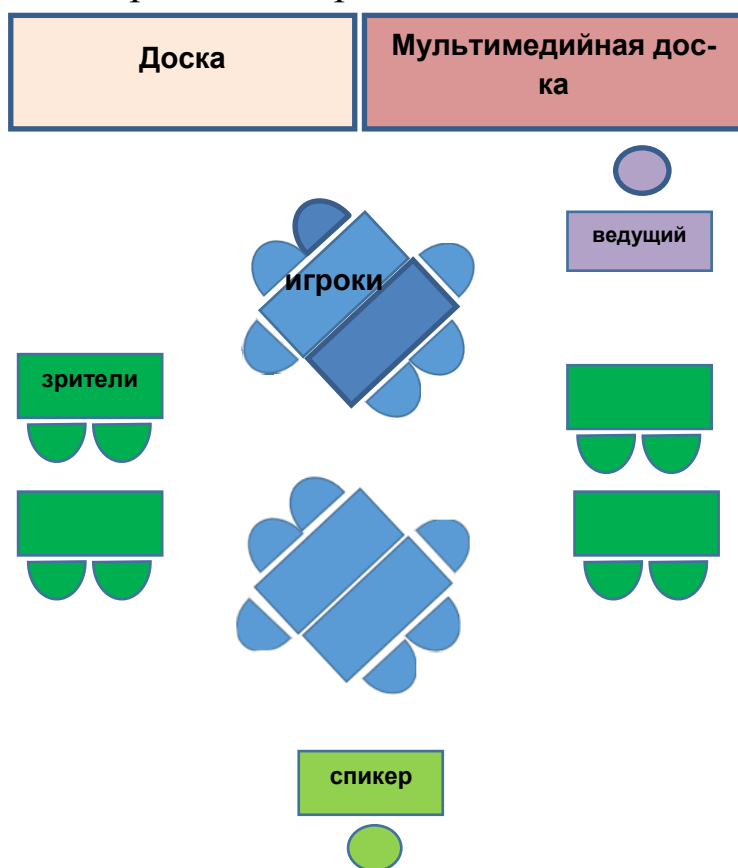 Доска
Мультимедийная дос-
ка
ведущий
игроки
зрители
спикер